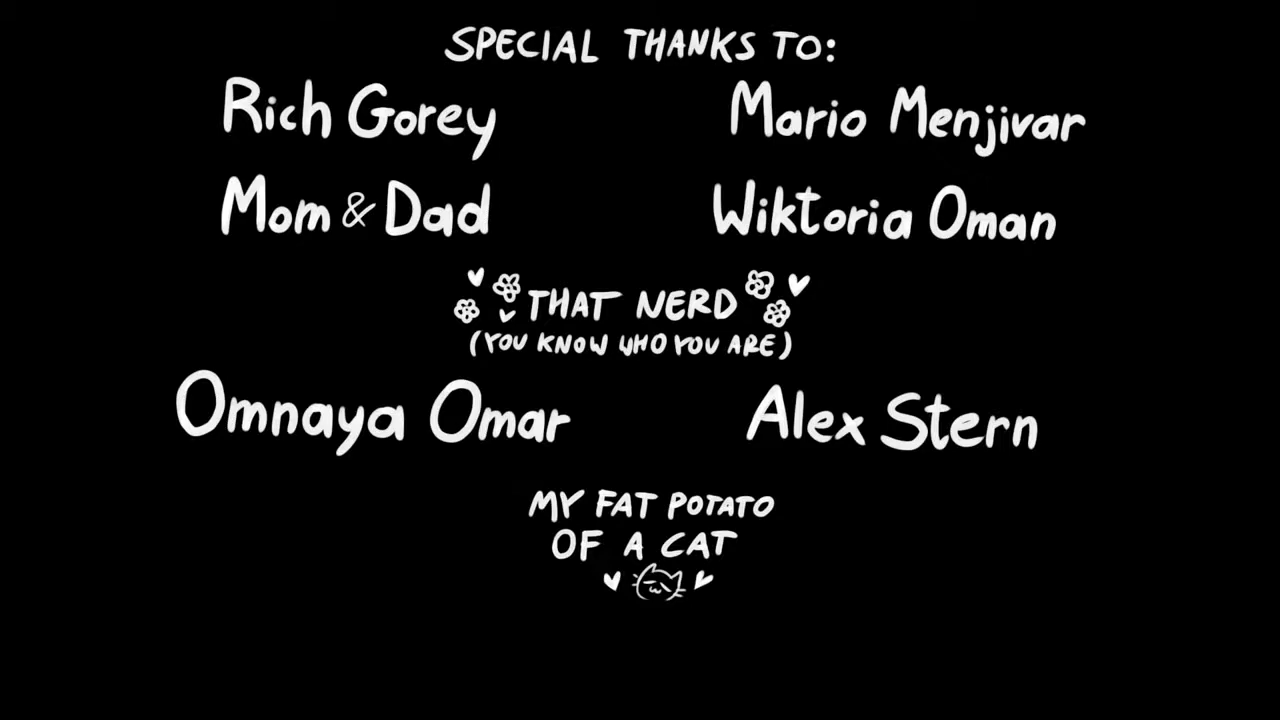 SPECIAL THANKS TO:
Rich Gorey Mario Menjivar
Mom & Dad Wiktoria Oman
THAT NERD
(YOU KNOW WHO YOU ARE)
Omnaya Omar Alex Stern
MY FAT POTATO
OF A CAT